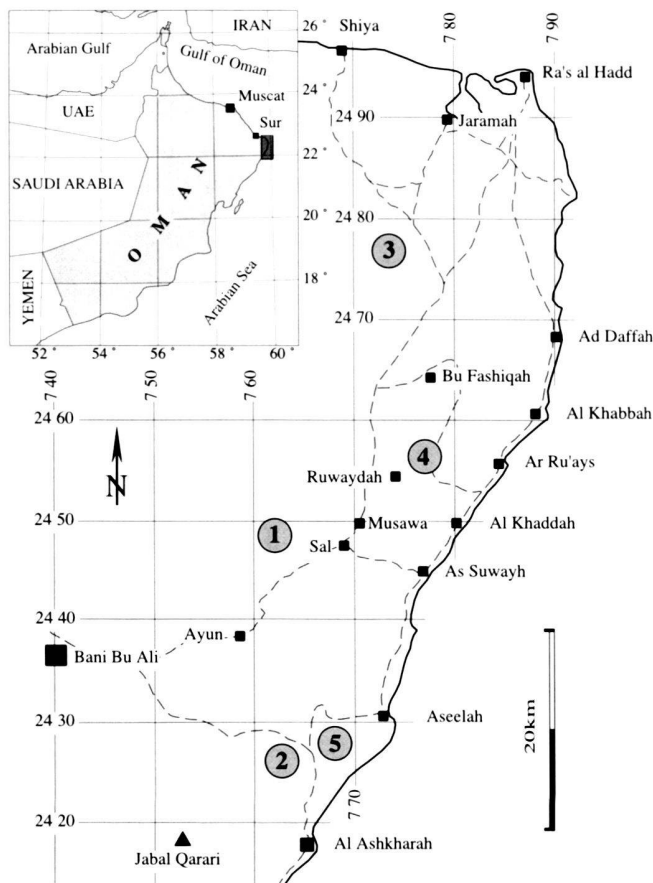 26°
IRAN
Shiya
Arabian Gulf
Gulf of Oman
24°
Muscat
UAE
Sur
22°
SAUDI ARABIA
OMAN
20°
18°
YEMEN
Arabian Sea
52°
54°
56°
58°
60°
7 80
7 90
Ra's al Hadd
24 90
Jaramah
24 80
3
24 70
Ad Daffah
7 40
7 50
7 60
Bu Fashiqah
24 60
Al Khabbah
N
4
Ar Ru'ays
Ruwaydah
24 50
1
Musawa
Al Khaddah
Sal
As Suwayh
24 40
Ayun
Bani Bu Ali
24 30
Aseelah
20km
2
5
7 70
24 20
Al Ashkharah
Jabal Qarari